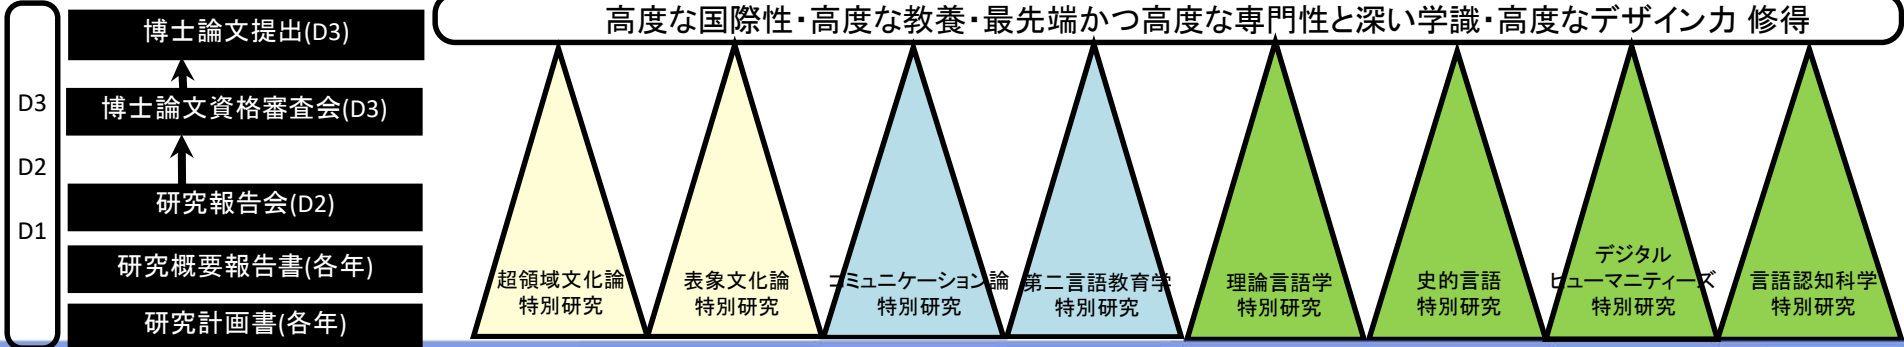 高度な国際性・高度な教養・最先端かつ高度な専門性と深い学識・高度なデザイン力 修得
D3
D2
D1
博士論文提出(D3)
博士論文資格審査会(D3)
研究報告会(D2)
研究概要報告書(各年)
研究計画書(各年)
超領域文化論
特別研究
表象文化論
特別研究
コミュニケーション論
特別研究
第二言語教育学
特別研究
理論言語学
特別研究
史的言語
特別研究
デジタル
ヒューマニティーズ
特別研究
言語認知科学
特別研究